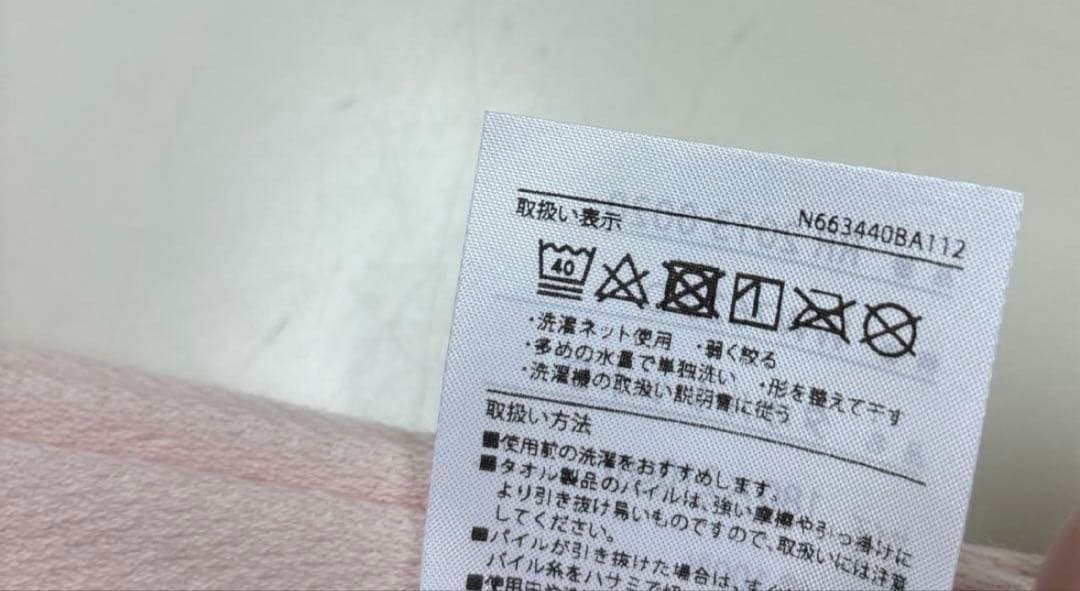 取扱い表示 N663440BA112
40
・洗濯ネット使用 ・弱く絞る
・多めの水量で単独洗い ・形を整えて干す
・洗濯機の取扱い説明書に従う
取扱い方法
■使用前の洗濯をおすすめします。
■タオル製品のパイルは、強い摩擦や引っ掛けに
より引き抜け易いものですので、取扱いには注意
してください。
■パイルが引き抜けた場合は、すぐ
パイル糸をハサミで切
■使用中や